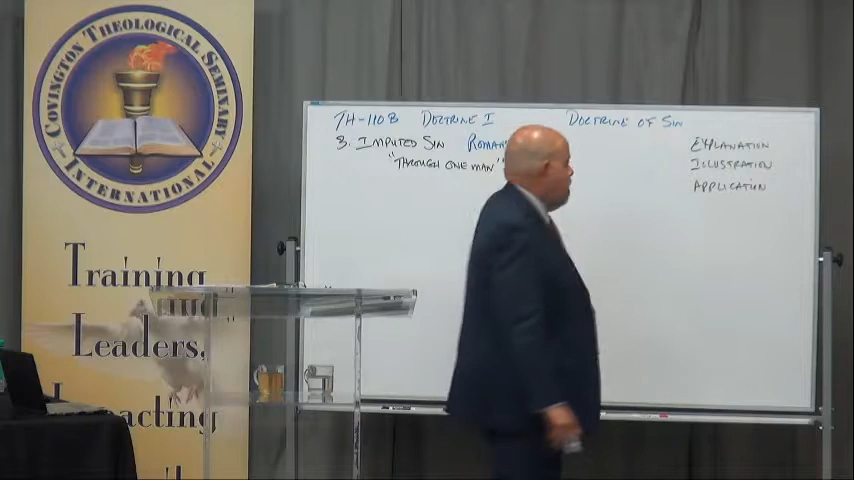 COVINGTON THEOLOGICAL SEMINARY
INTERNATIONAL
Training
Leaders,
TH-110B DOCTRINE I DOCTRINE OF SIN
3. IMPUTED SIN
"THROUGH ONE MAN"
EXPLANATION
ILLUSTRATION
APPLICATION